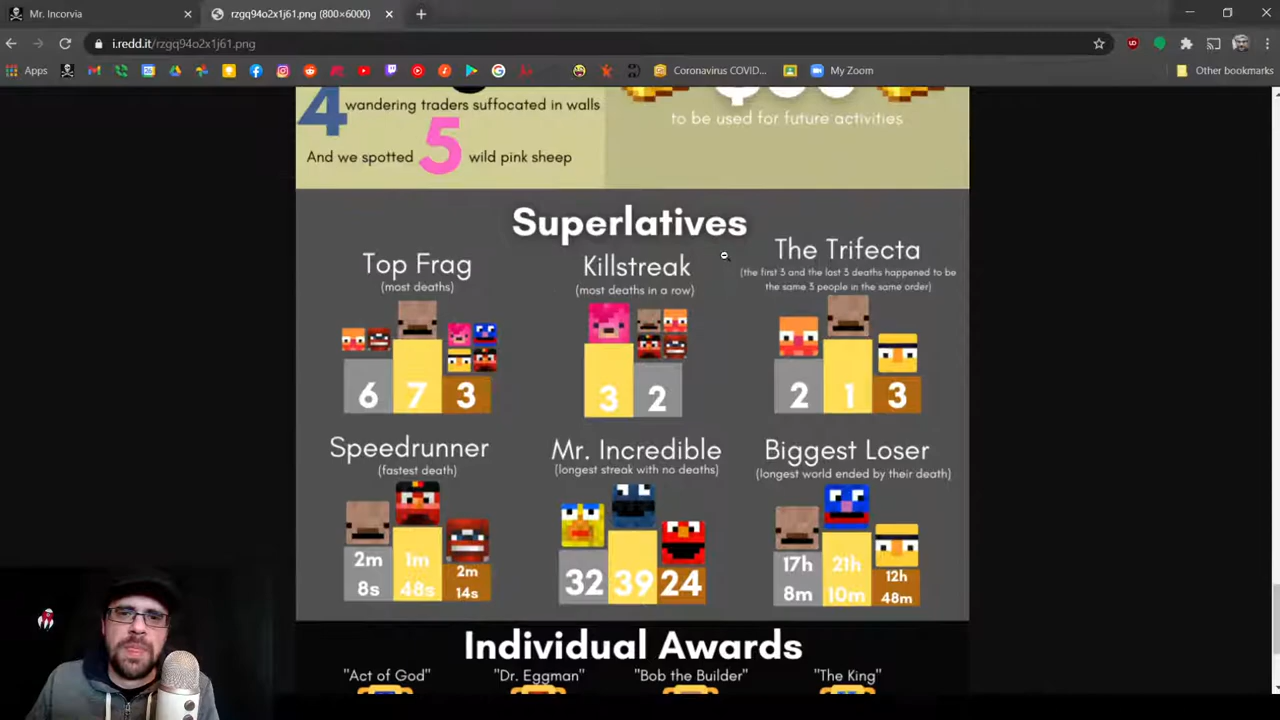 Mr. Incorvia
rzgq94o2x1j61.png (800×6000)
i.redd.it/rzgq94o2x1j61.png
Apps
Coronavirus COVID...
My Zoom
Other bookmarks
4 wandering traders suffocated in walls
And we spotted 5 wild pink sheep
to be used for future activities
Superlatives
Top Frag
(most deaths)
6 7 3
Killstreak
(most deaths in a row)
3 2
The Trifecta
(the first 3 and the last 3 deaths happened to be
the same 3 people in the same order)
2 1 3
Speedrunner
(fastest death)
2m 8s
1m 48s
2m 14s
Mr. Incredible
(longest streak with no deaths)
32 39 24
Biggest Loser
(longest world ended by their death)
17h 8m
21h 10m
12h 48m
Individual Awards
"Act of God" "Dr. Eggman" "Bob the Builder" "The King"